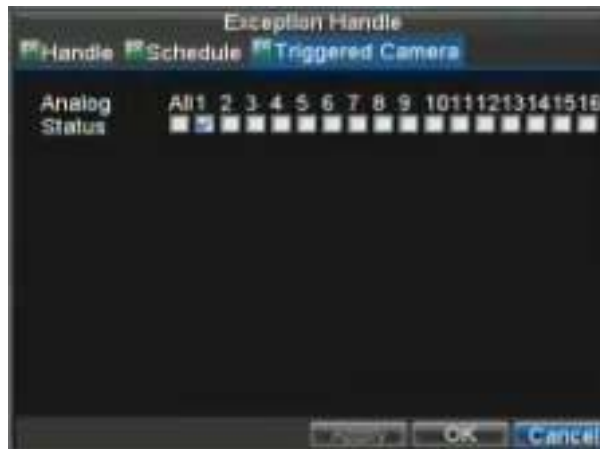 Exception Handle
Handle Schedule Triggered Camera
Analog All 1 2 3 4 5 6 7 8 9 10 11 12 13 14 15 16
Status
Apply OK Cancel